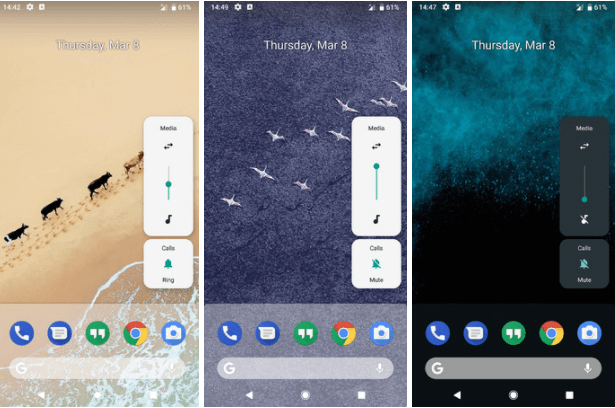 14:42
61%
Thursday, Mar 8
Media
Calls
Ring
G
14:49
61%
Thursday, Mar 8
Media
Calls
Mute
G
14:47
61%
Thursday, Mar 8
Media
Calls
Mute
G